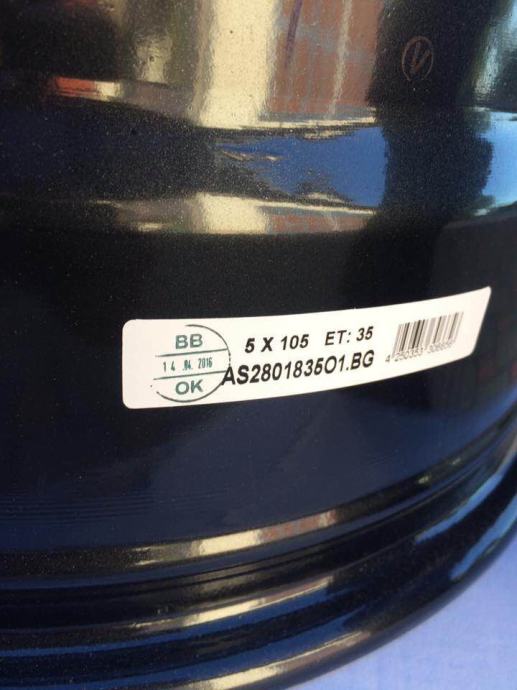 BB
14 .04. 2016
OK
5 X 105 ET: 35
AS2801835O1.BG